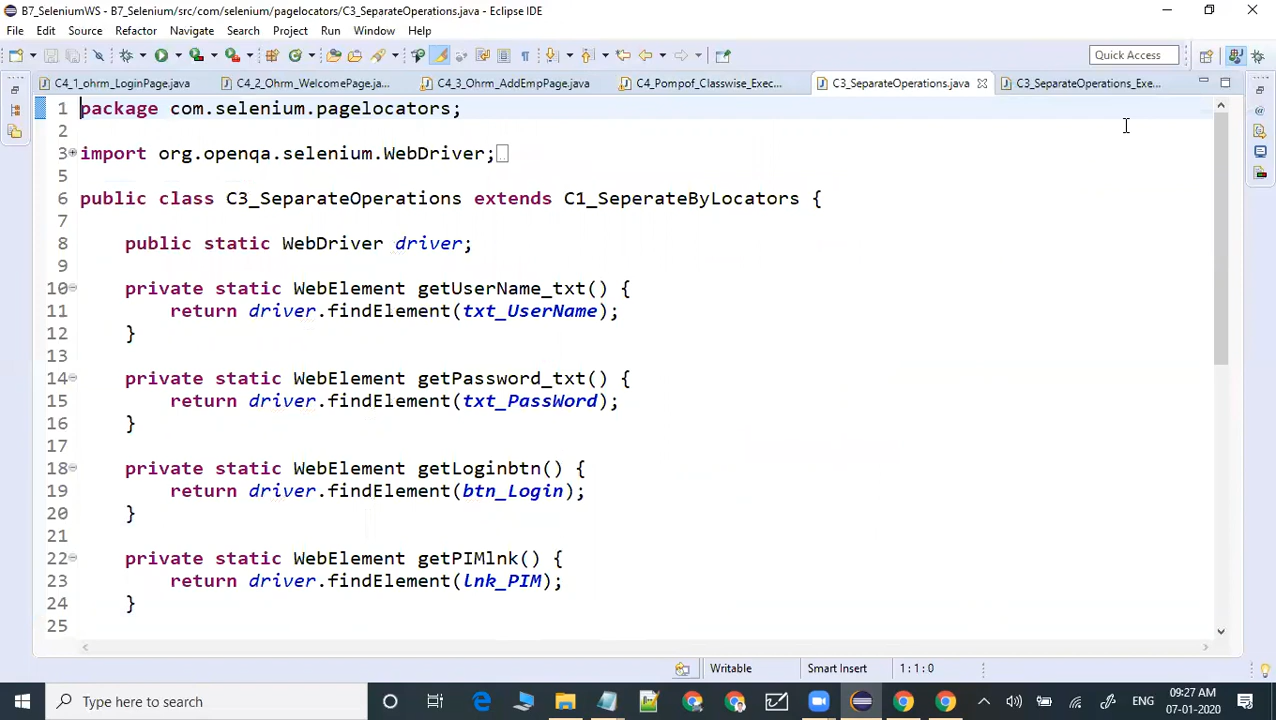 B7_SeleniumWS - B7_Selenium/src/com/selenium/pagelocators/C3_SeparateOperations.java - Eclipse IDE
File Edit Source Refactor Navigate Search Project Run Window Help
Quick Access
C4_1_ohrm_LoginPage.java C4_2_Ohrm_WelcomePage.ja... C4_3_Ohrm_AddEmpPage.java C4_Pompof_Classwise_Exec... C3_SeparateOperations.java C3_SeparateOperations_Exe...
1 package com.selenium.pagelocators;
2
3 import org.openqa.selenium.WebDriver;
5
6 public class C3_SeparateOperations extends C1_SeperateByLocators {
7
8 public static WebDriver driver;
9
10 private static WebElement getUserName_txt() {
11 return driver.findElement(txt_UserName);
12 }
13
14 private static WebElement getPassword_txt() {
15 return driver.findElement(txt_PassWord);
16 }
17
18 private static WebElement getLoginbtn() {
19 return driver.findElement(btn_Login);
20 }
21
22 private static WebElement getPIMlnk() {
23 return driver.findElement(lnk_PIM);
24 }
25
Writable Smart Insert 1 : 1 : 0
Type here to search
ENG
09:27 AM
07-01-2020